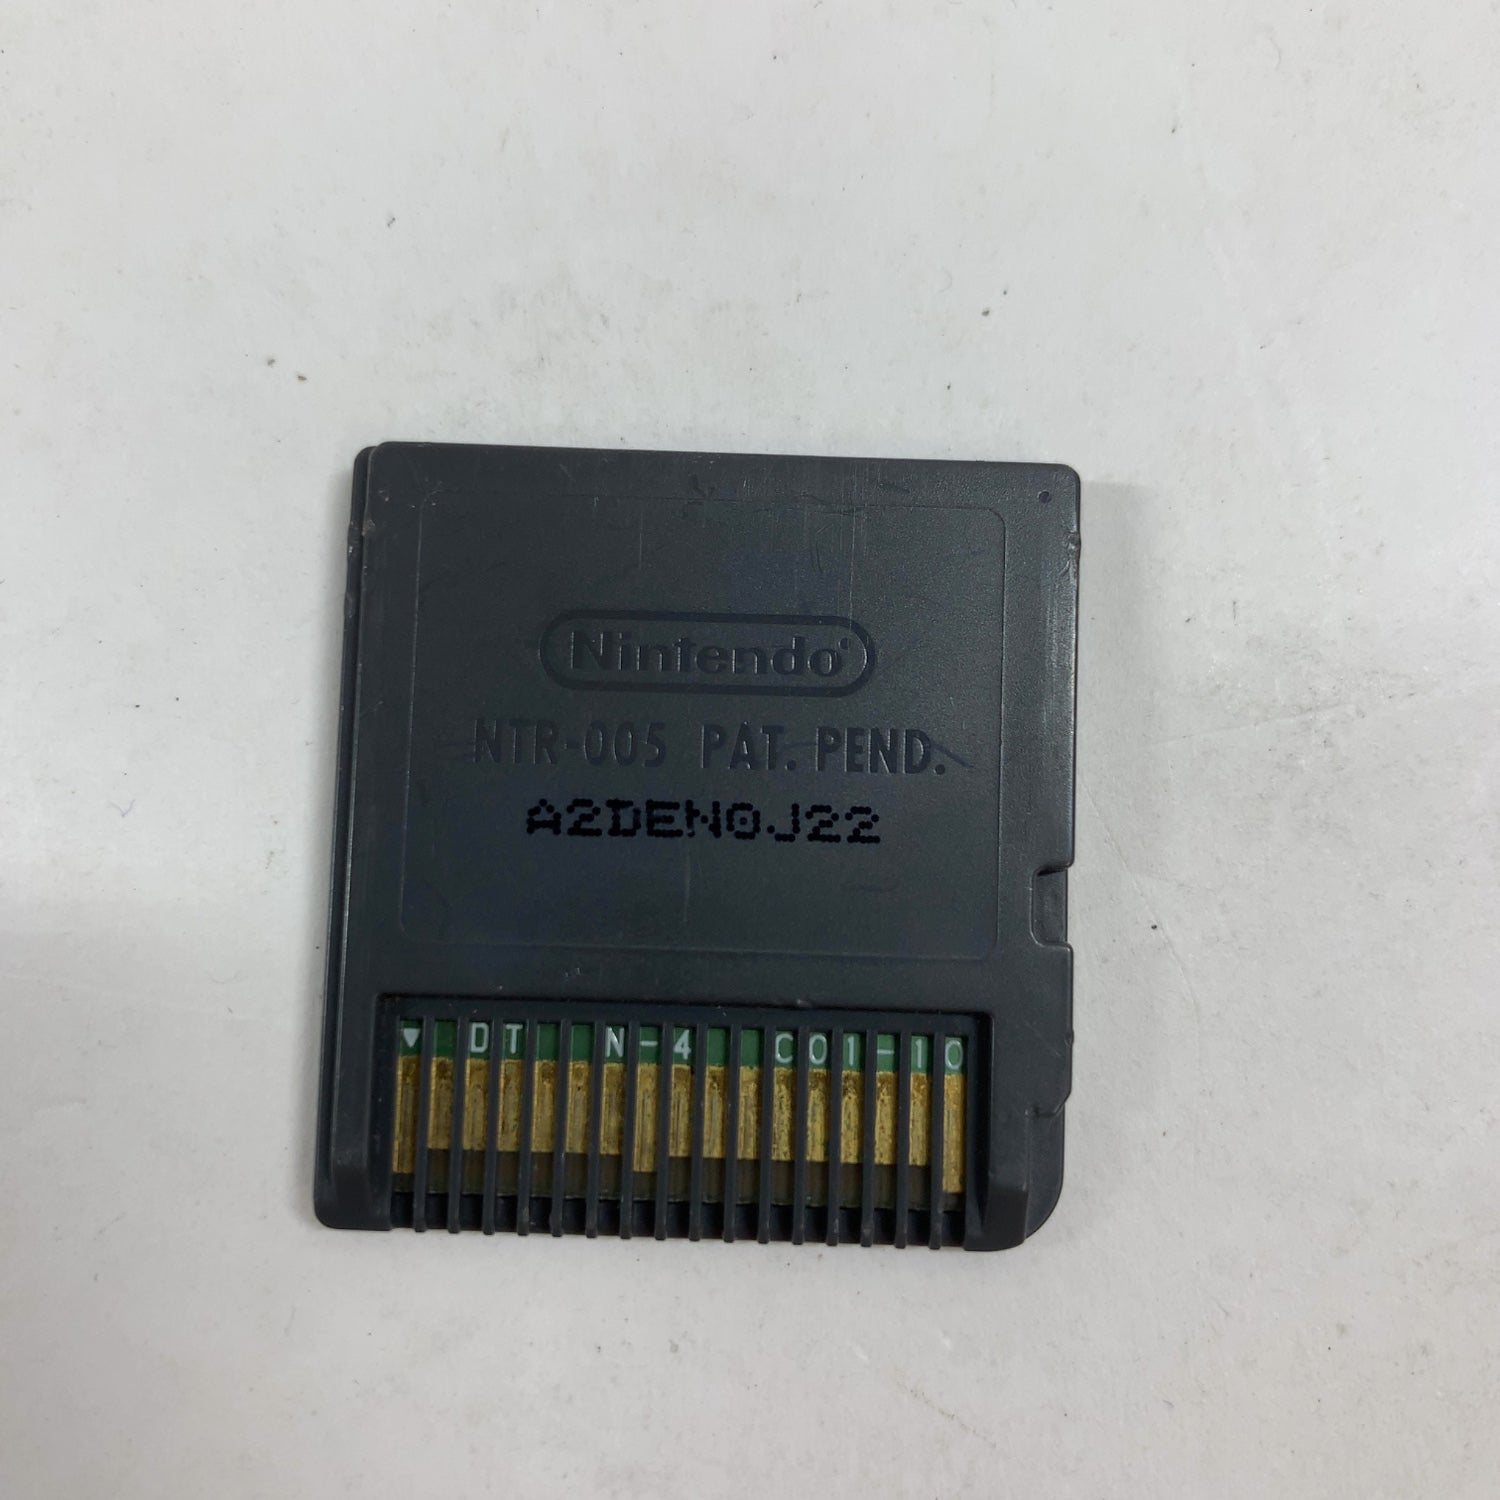 Nintendo
NTR-005 PAT. PEND.
A2DEN0J22
▼ DT N-4 C01-10